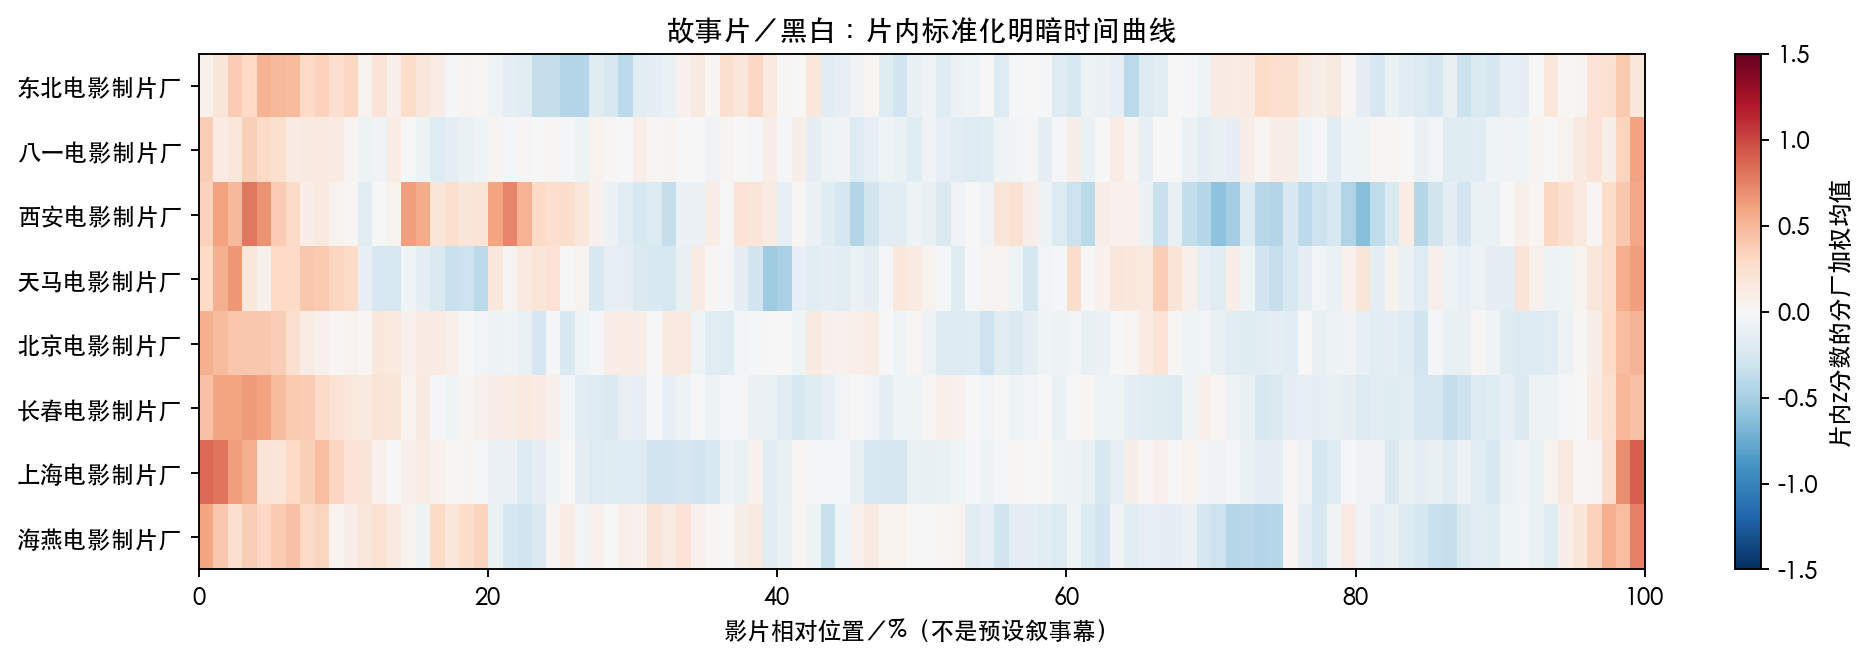 故事片／黑白：片内标准化明暗时间曲线
东北电影制片厂
八一电影制片厂
西安电影制片厂
天马电影制片厂
北京电影制片厂
长春电影制片厂
上海电影制片厂
海燕电影制片厂
0 20 40 60 80 100
影片相对位置／%（不是预设叙事幕）
1.5
1.0
0.5
0.0
-0.5
-1.0
-1.5
片内z分数的分厂加权均值